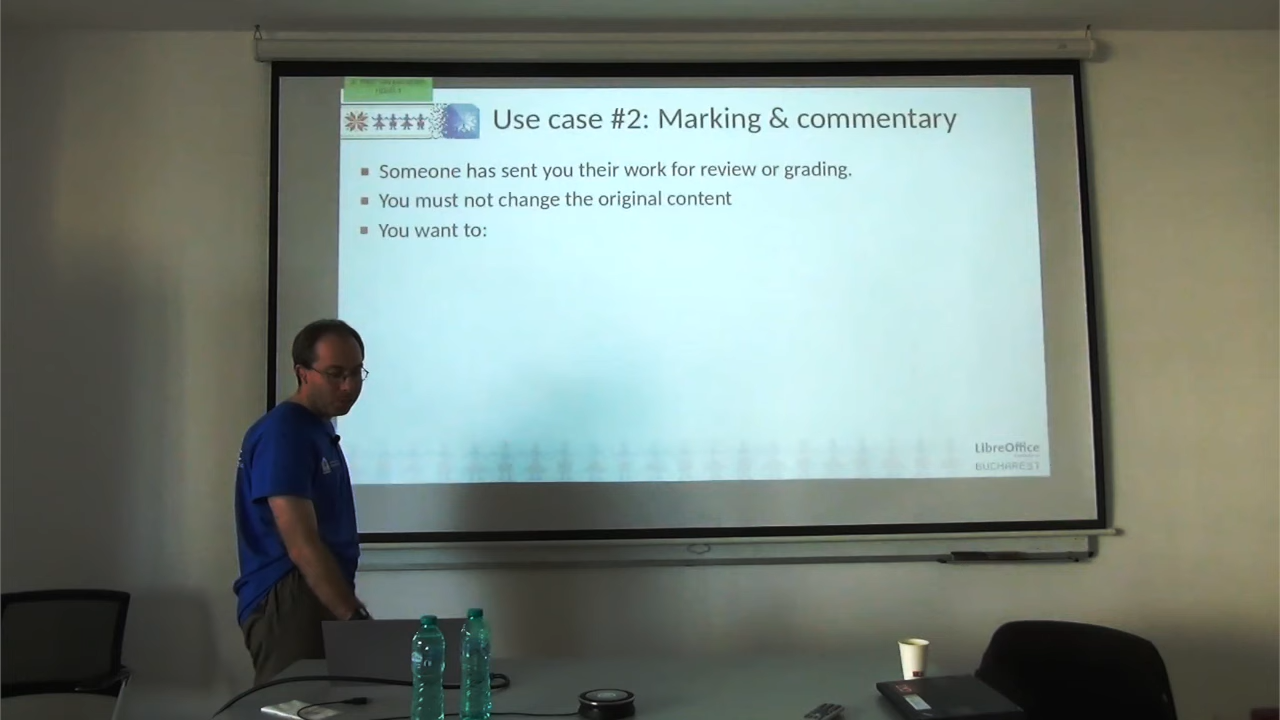 Use case #2: Marking & commentary
Someone has sent you their work for review or grading.
You must not change the original content
You want to:
LibreOffice
BUCHAREST